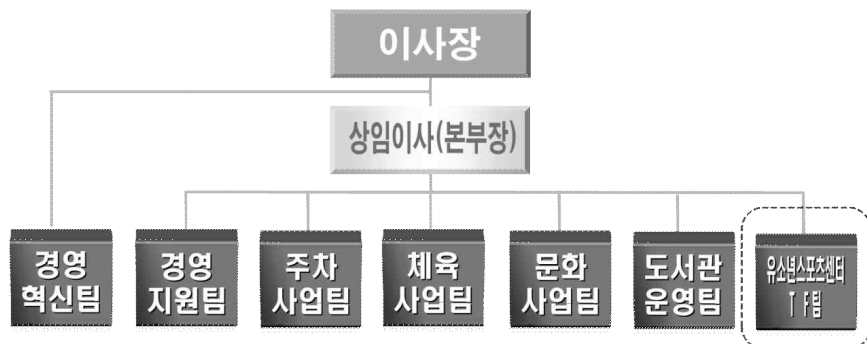 이사장
상임이사(본부장)
경영
혁신팀
경영
지원팀
주차
사업팀
체육
사업팀
문화
사업팀
도서관
운영팀
유소년스포츠센터
T F팀